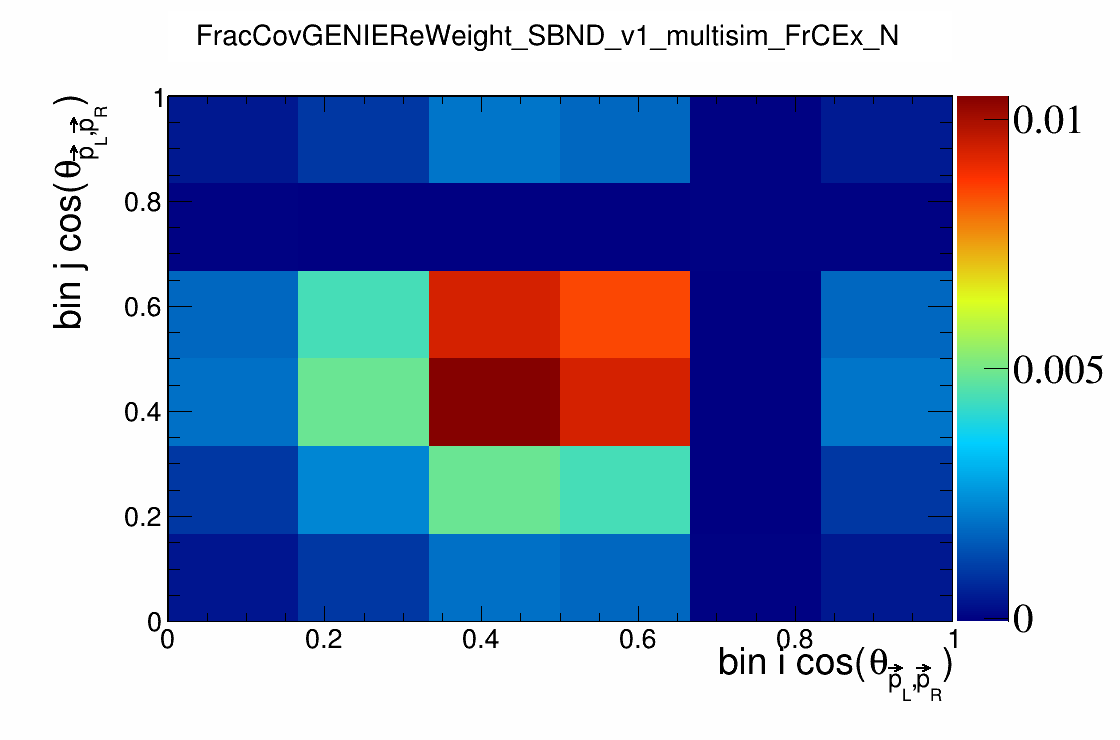 FracCovGENIEReWeight_SBND_v1_multisim_FrCEx_N
bin j cos(θp⃗L,p⃗R)
1
0.8
0.6
0.4
0.2
0
0 0.2 0.4 0.6 0.8 1
bin i cos(θp⃗L,p⃗R)
0.01
0.005
0